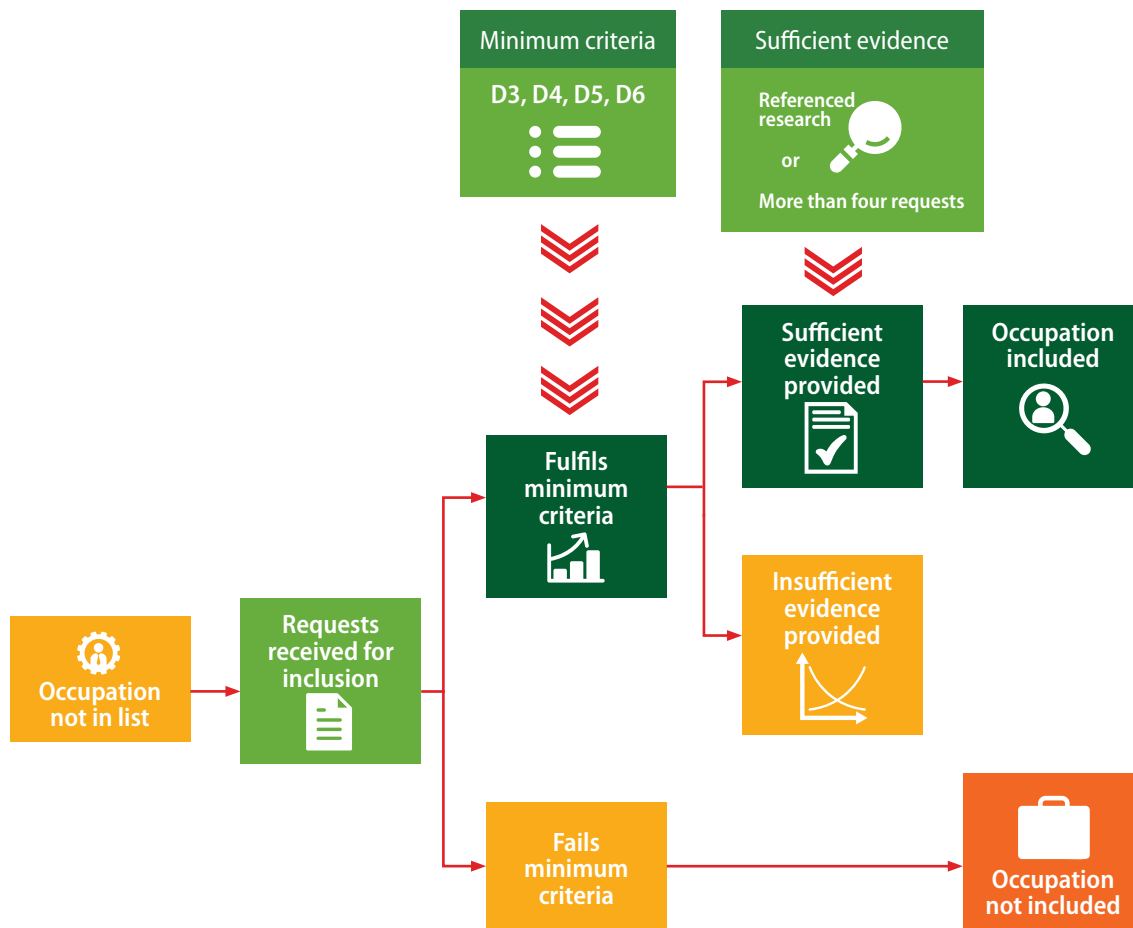 Minimum criteria
D3, D4, D5, D6
Sufficient evidence
Referenced
research
or
More than four requests
Sufficient
evidence
provided
Occupation
included
Fulfils
minimum
criteria
Insufficient
evidence
provided
Requests
received for
inclusion
Occupation
not in list
Fails
minimum
criteria
Occupation
not included